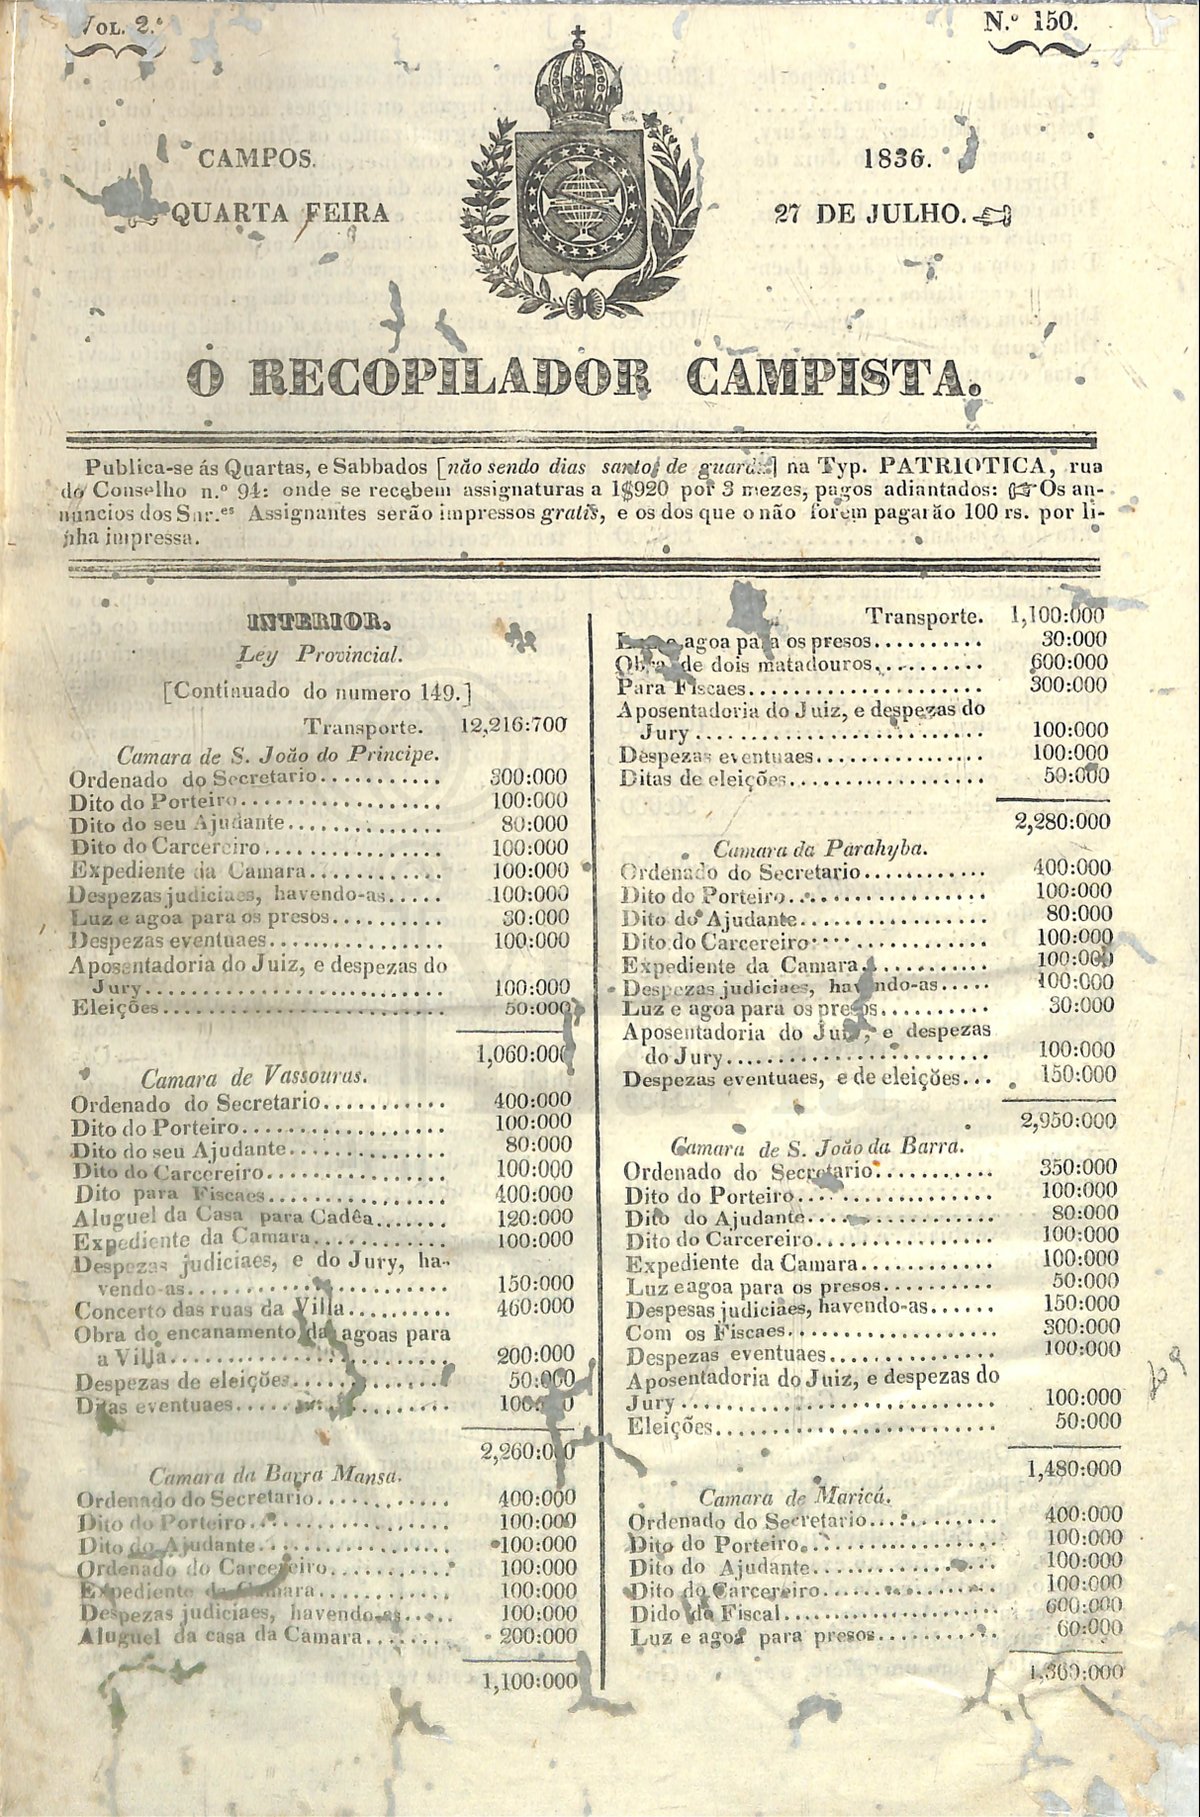 VOL. 2.º
N.º 150.
CAMPOS.
1836.
QUARTA FEIRA
27 DE JULHO.
O RECOPILADOR CAMPISTA.
Publica-se ás Quartas, e Sabbados [não sendo dias santos de guarda] na Typ. PATRIOTICA, rua
do Conselho n.º 94: onde se recebem assignaturas a 1$920 por 3 mezes, pagos adiantados: Os an-
nuncios dos Snr.es Assignantes serão impressos gratis, e os dos que o não forem pagarão 100 rs. por li-
nha impressa.
INTERIOR.
Ley Provincial.
[Continuado do numero 149.]
Transporte. 12,216:700
Camara de S. João do Principe.
Ordenado do Secretario........... 300:000
Dito do Porteiro.................. 100:000
Dito do seu Ajudante.............. 80:000
Dito do Carcereiro................ 100:000
Expediente da Camara............ 100:000
Despezas judiciaes, havendo-as..... 100:000
Luz e agoa para os presos.......... 30:000
Despezas eventuaes................ 100:000
Aposentadoria do Juiz, e despezas do
Jury........................... 100:000
Eleições......................... 50:000
1,060:000
Camara de Vassouras.
Ordenado do Secretario........... 400:000
Dito do Porteiro.................. 100:000
Dito do seu Ajudante.............. 80:000
Dito do Carcereiro................ 100:000
Dito para Fiscaes................ 400:000
Aluguel da Casa para Cadêa....... 120:000
Expediente da Camara............ 100:000
Despezas judiciaes, e do Jury, ha-
vendo-as....................... 150:000
Concerto das ruas da Villa......... 460:000
Obra do encanamento da agoas para
a Villa........................ 200:000
Despezas de eleições.............. 50:000
Ditas eventuaes................... 100:000
2,260:000
Camara da Barra Mansa.
Ordenado do Secretario............ 400:000
Dito do Porteiro.................. 100:000
Dito do Ajudante.................. 100:000
Ordenado do Carcereiro............ 100:000
Expediente da Camara............ 100:000
Despezas judiciaes, havendo-as..... 100:000
Aluguel da casa da Camara........ 200:000
1,100:000
Transporte. 1,100:000
Luz e agoa para os presos.......... 30:000
Obra de dois matadouros.......... 600:000
Para Fiscaes..................... 300:000
Aposentadoria do Juiz, e despezas do
Jury......................... 100:000
Despezas eventuaes............... 100:000
Ditas de eleições................. 50:000
2,280:000
Camara da Parahyba.
Ordenado do Secretario............ 400:000
Dito do Porteiro.................. 100:000
Dito do Ajudante................. 80:000
Dito do Carcereiro................ 100:000
Expediente da Camara............ 100:000
Despezas judiciaes, havendo-as..... 100:000
Luz e agoa para os presos.......... 30:000
Aposentadoria do Juiz, e despezas
do Jury........................ 100:000
Despezas eventuaes, e de eleições... 150:000
2,950:000
Camara de S. João da Barra.
Ordenado do Secretario........... 350:000
Dito do Porteiro.................. 100:000
Dito do Ajudante................. 80:000
Dito do Carcereiro................ 100:000
Expediente da Camara............ 100:000
Luz e agoa para os presos.......... 50:000
Despesas judiciaes, havendo-as...... 150:000
Com os Fiscaes................... 300:000
Despezas eventuaes............... 100:000
Aposentadoria do Juiz, e despezas do
Jury............................. 100:000
Eleições......................... 50:000
1,480:000
Camara de Maricá.
Ordenado do Secretario............ 400:000
Dito do Porteiro.................. 100:000
Dito do Ajudante................. 100:000
Dito do Carcereiro................ 100:000
Dido do Fiscal.................... 600:000
Luz e agoa para presos............ 60:000
1,360:000